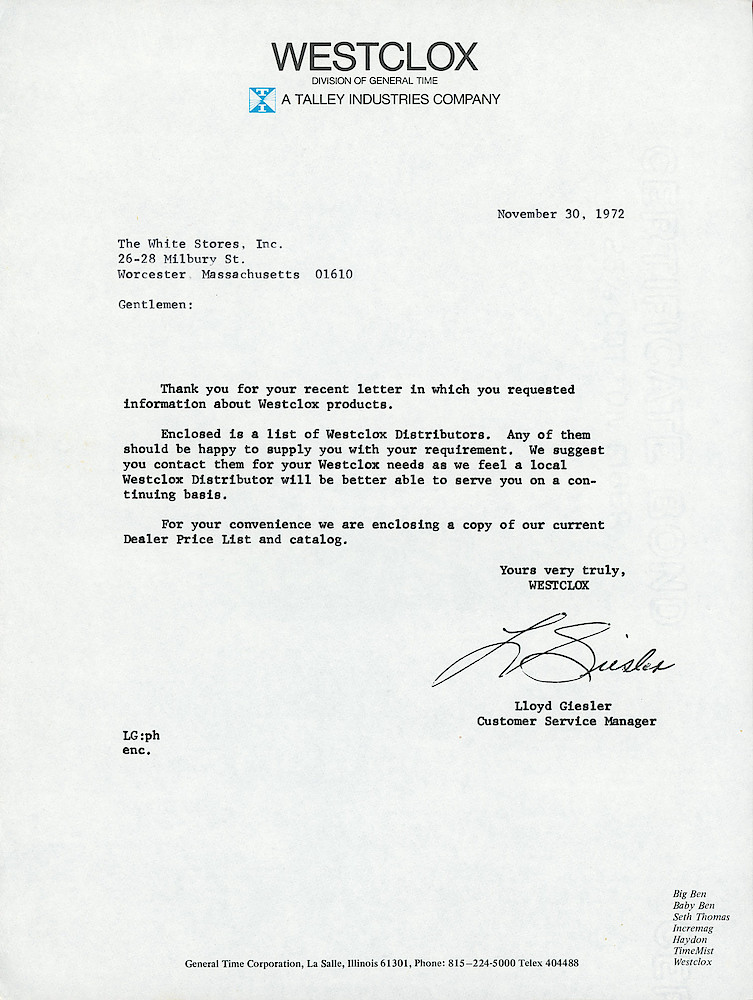 WESTCLOX
DIVISION OF GENERAL TIME
A TALLEY INDUSTRIES COMPANY
November 30, 1972
The White Stores, Inc.
26-28 Milbury St.
Worcester, Massachusetts 01610
Gentlemen:
Thank you for your recent letter in which you requested
information about Westclox products.
Enclosed is a list of Westclox Distributors. Any of them
should be happy to supply you with your requirement. We suggest
you contact them for your Westclox needs as we feel a local
Westclox Distributor will be better able to serve you on a con-
tinuing basis.
For your convenience we are enclosing a copy of our current
Dealer Price List and catalog.
Yours very truly,
WESTCLOX
L Giesler
Lloyd Giesler
Customer Service Manager
LG:ph
enc.
Big Ben
Baby Ben
Seth Thomas
Incremag
Haydon
TimeMist
Westclox
General Time Corporation, La Salle, Illinois 61301, Phone: 815-224-5000 Telex 404488